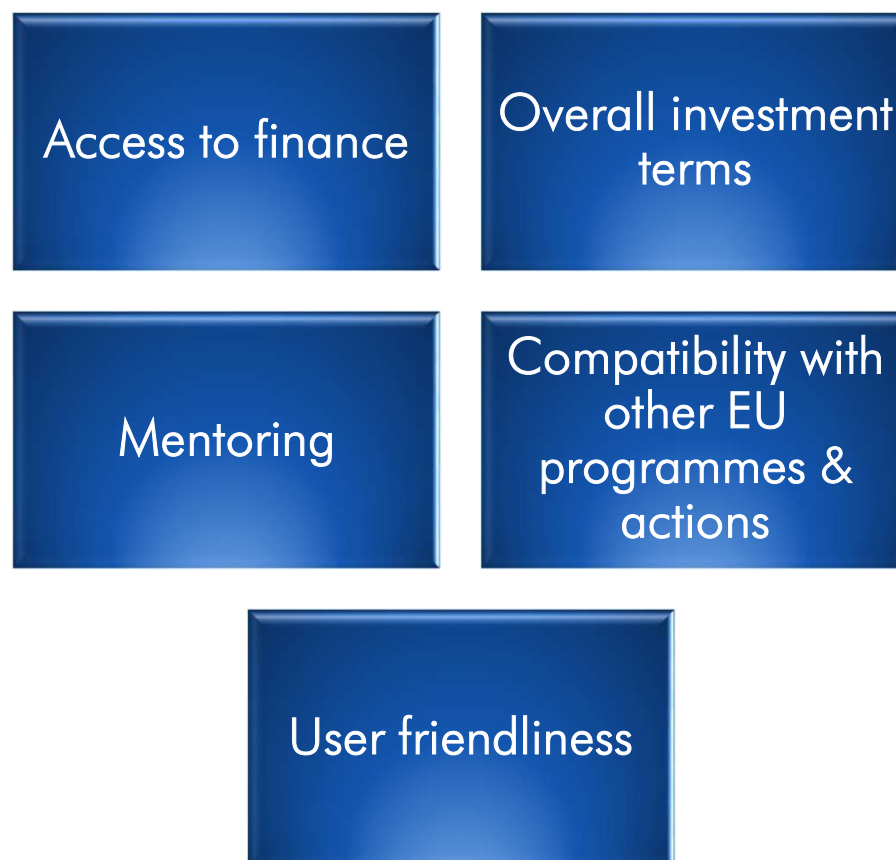 Access to finance
Overall investment
terms
Mentoring
Compatibility with
other EU
programmes &
actions
User friendliness